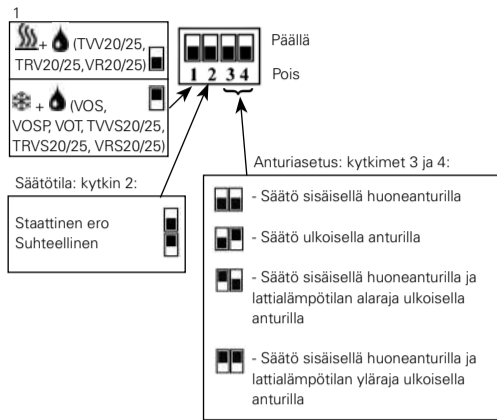 1
+ (TVV20/25,
TRV20/25,VR20/25)
+ (VOS,
VOSP, VOT, TVVS20/25,
TRVS20/25, VRS20/25)
Päällä
Pois
1 2 3 4
Säätötila: kytkin 2:
Staattinen ero
Suhteellinen
Anturiasetus: kytkimet 3 ja 4:
- Säätö sisäisellä huoneanturilla
- Säätö ulkoisella anturilla
- Säätö sisäisellä huoneanturilla ja
lattialämpötilan alaraja ulkoisella
anturilla
- Säätö sisäisellä huoneanturilla ja
lattialämpötilan yläraja ulkoisella
anturilla